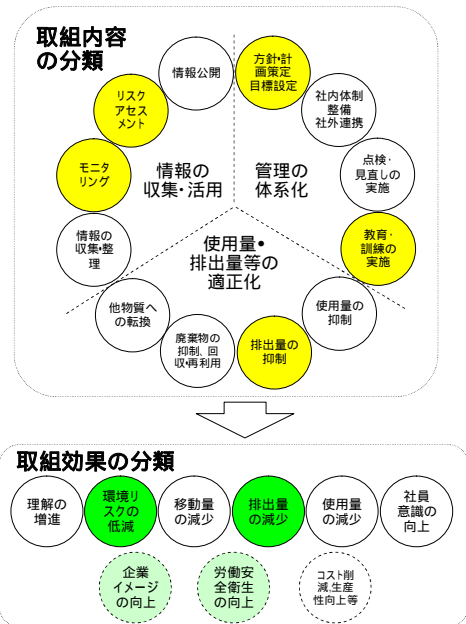 取組内容
の分類
情報公開
方針・計
画策定
目標設定
リスク
アセス
メント
社内体制
整備
社外連携
モニタ
リング
情報の
収集・活用
管理の
体系化
点検・
見直しの
実施
情報の
収集・整
理
使用量・
排出量等の
適正化
教育・
訓練の
実施
他物質へ
の転換
使用量の
抑制
廃棄物の
抑制、回
収・再利用
排出量の
抑制
取組効果の分類
理解の
増進
環境リ
スクの
低減
移動量
の減少
排出量
の減少
使用量
の減少
社員
意識の
向上
企業
イメージ
の向上
労働安
全衛生
の向上
コスト削
減、生産
性向上等